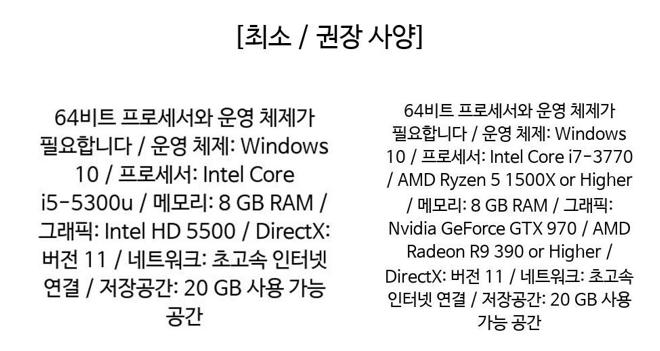 [최소 / 권장 사양]
64비트 프로세서와 운영 체제가
필요합니다 / 운영 체제: Windows
10 / 프로세서: Intel Core
i5-5300u / 메모리: 8 GB RAM /
그래픽: Intel HD 5500 / DirectX:
버전 11 / 네트워크: 초고속 인터넷
연결 / 저장공간: 20 GB 사용 가능
공간
64비트 프로세서와 운영 체제가
필요합니다 / 운영 체제: Windows
10 / 프로세서: Intel Core i7-3770
/ AMD Ryzen 5 1500X or Higher
/ 메모리: 8 GB RAM / 그래픽:
Nvidia GeForce GTX 970 / AMD
Radeon R9 390 or Higher /
DirectX: 버전 11 / 네트워크: 초고속
인터넷 연결 / 저장공간: 20 GB 사용
가능 공간